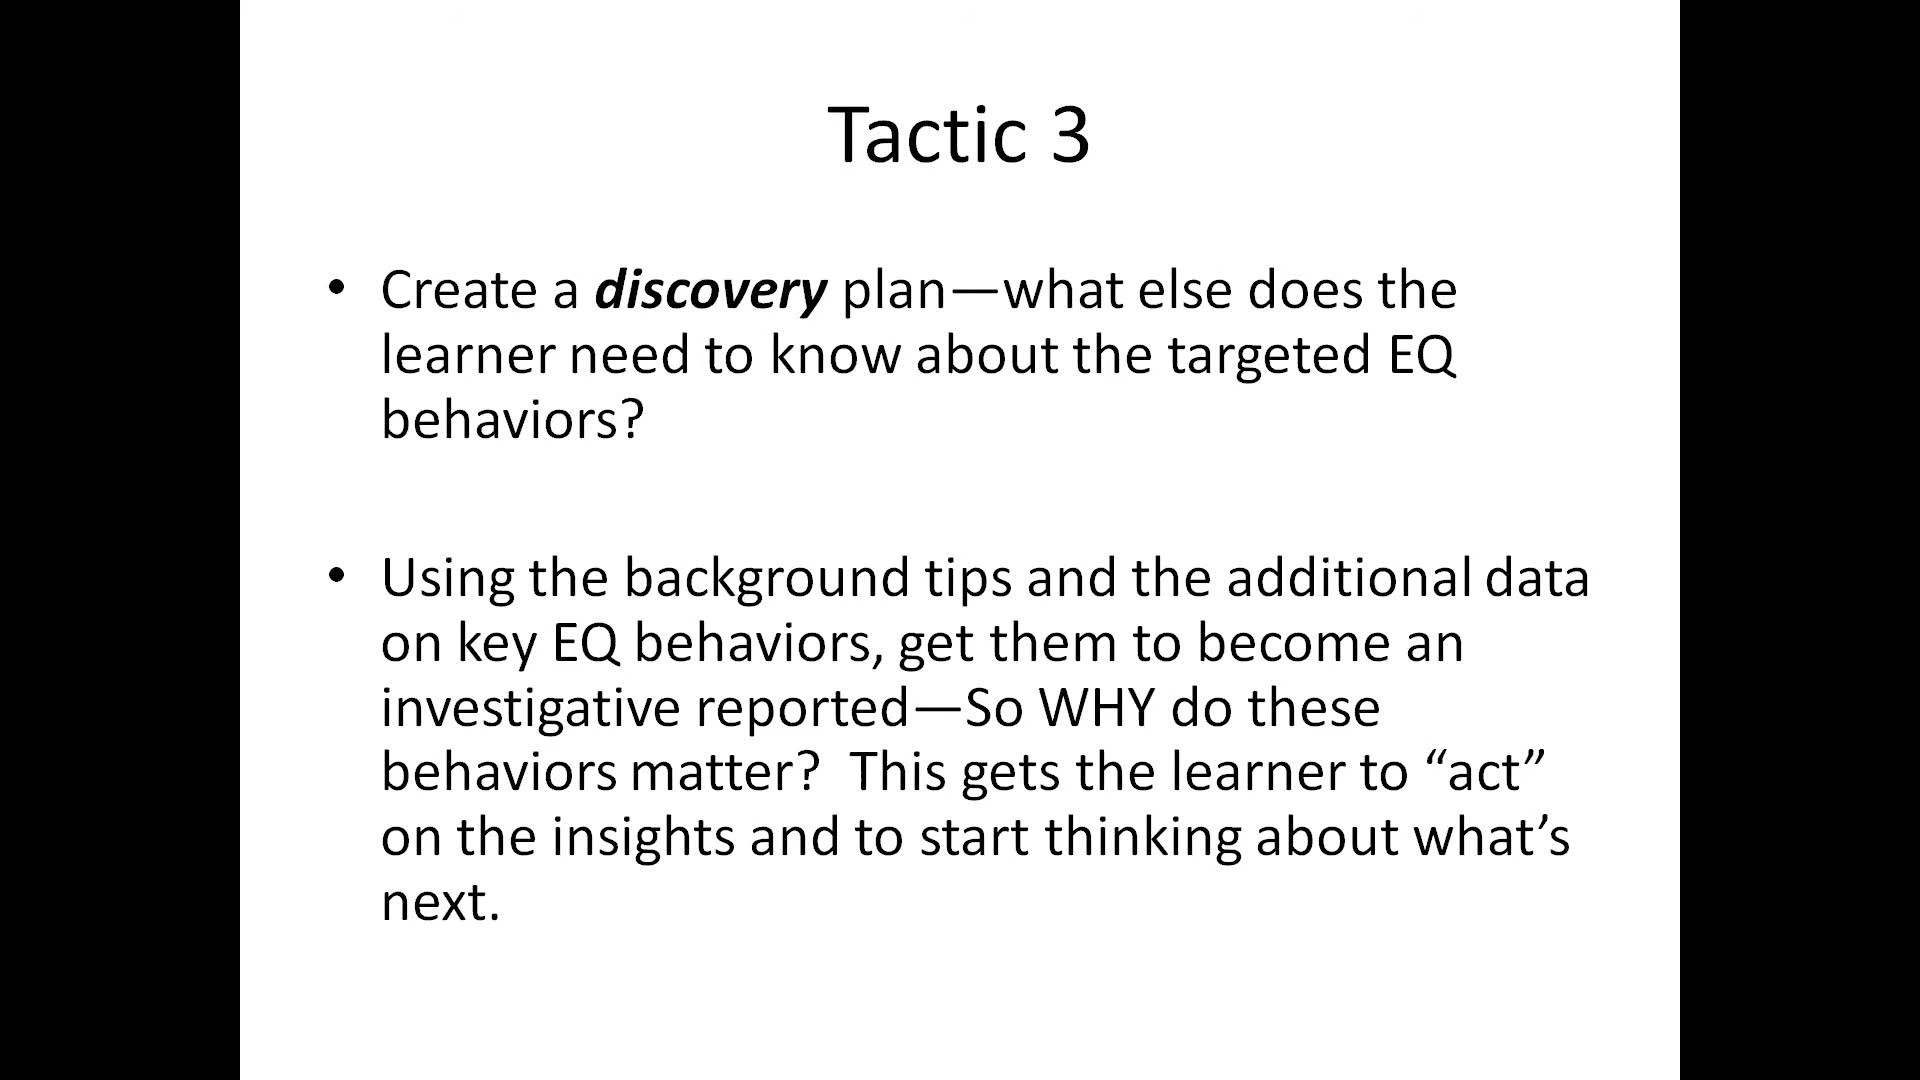 Tactic 3
• Create a discovery plan—what else does the
learner need to know about the targeted EQ
behaviors?
• Using the background tips and the additional data
on key EQ behaviors, get them to become an
investigative reported—So WHY do these
behaviors matter?  This gets the learner to “act”
on the insights and to start thinking about what’s
next.